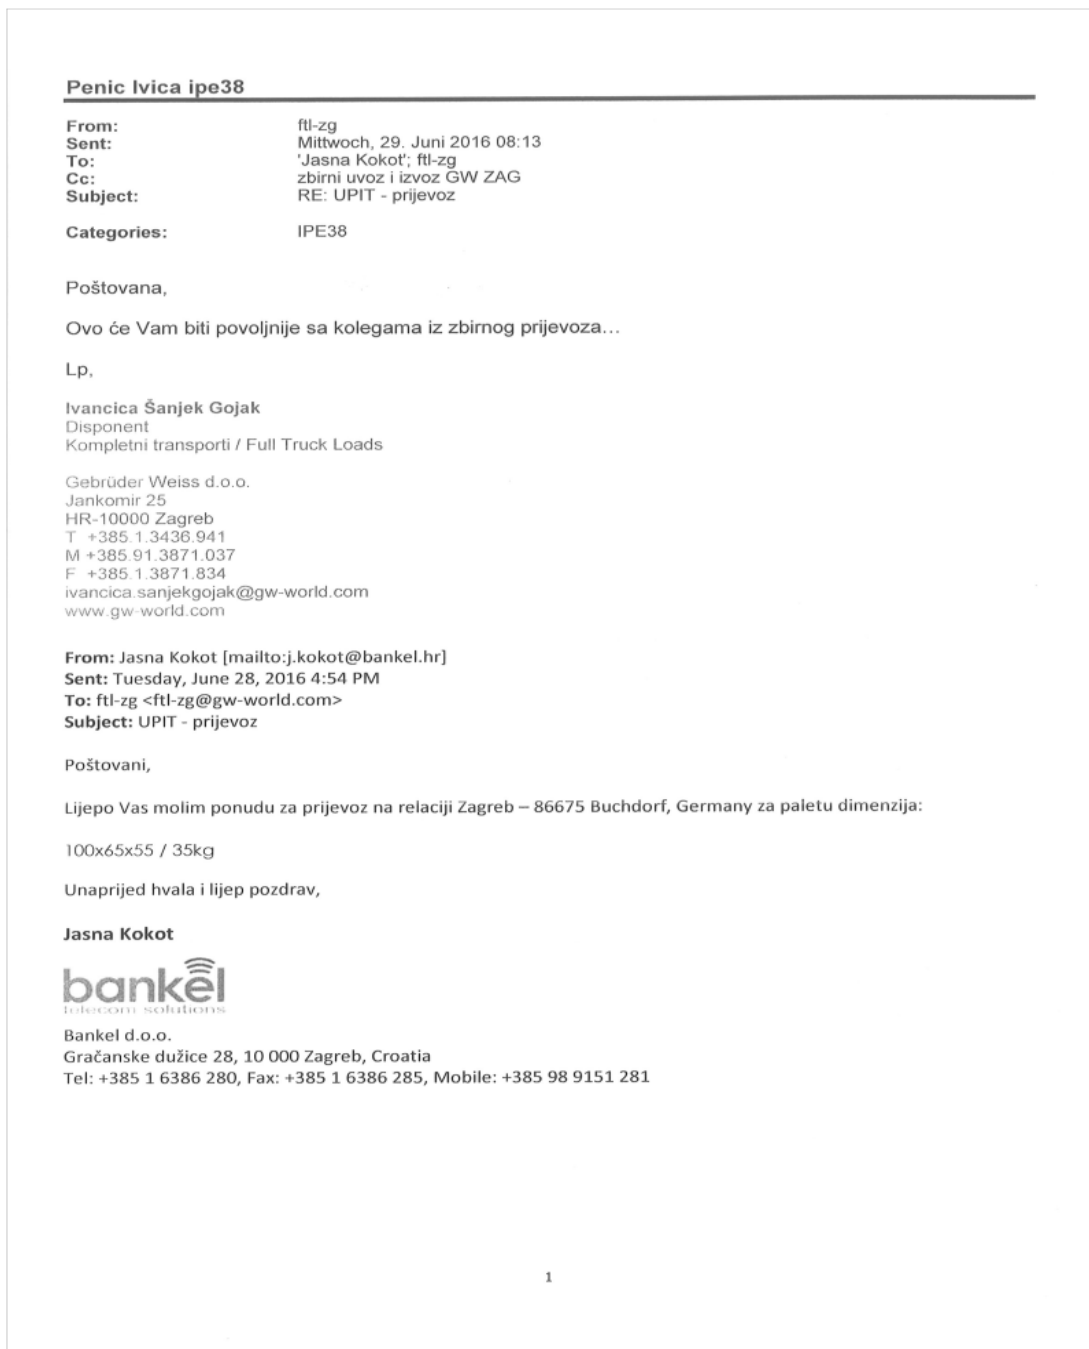 Penic Ivica ipe38
From: ftl-zg
Sent: Mittwoch, 29. Juni 2016 08:13
To: 'Jasna Kokot'; ftl-zg
Cc: zbirni uvoz i izvoz GW ZAG
Subject: RE: UPIT - prijevoz
Categories: IPE38
Poštovana,
Ovo će Vam biti povoljnije sa kolegama iz zbirnog prijevoza…
Lp,
Ivancica Šanjek Gojak
Disponent
Kompletni transporti / Full Truck Loads
Gebrüder Weiss d.o.o.
Jankomir 25
HR-10000 Zagreb
T +385.1.3436.941
M +385.91.3871.037
F +385.1.3871.834
ivancica.sanjekgojak@gw-world.com
www.gw-world.com
From: Jasna Kokot [mailto:j.kokot@bankel.hr]
Sent: Tuesday, June 28, 2016 4:54 PM
To: ftl-zg <ftl-zg@gw-world.com>
Subject: UPIT - prijevoz
Poštovani,
Lijepo Vas molim ponudu za prijevoz na relaciji Zagreb – 86675 Buchdorf, Germany za paletu dimenzija:
100x65x55 / 35kg
Unaprijed hvala i lijep pozdrav,
Jasna Kokot
bankel
telecom solutions
Bankel d.o.o.
Gračanske dužice 28, 10 000 Zagreb, Croatia
Tel: +385 1 6386 280, Fax: +385 1 6386 285, Mobile: +385 98 9151 281
1